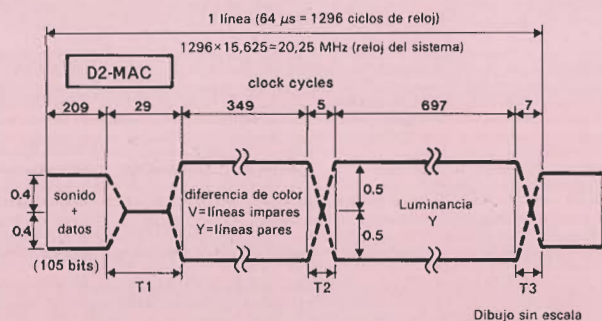 1 línea (64 µs = 1296 ciclos de reloj)
1296×15,625=20,25 MHz (reloj del sistema)
D2-MAC
clock cycles
209 29 349 5 697 7
0.4
0.4
sonido
+
datos
diferencia de color
V=líneas impares
Y=líneas pares
0.5
0.5
Luminancia
Y
(105 bits)
T1 T2 T3
Dibujo sin escala